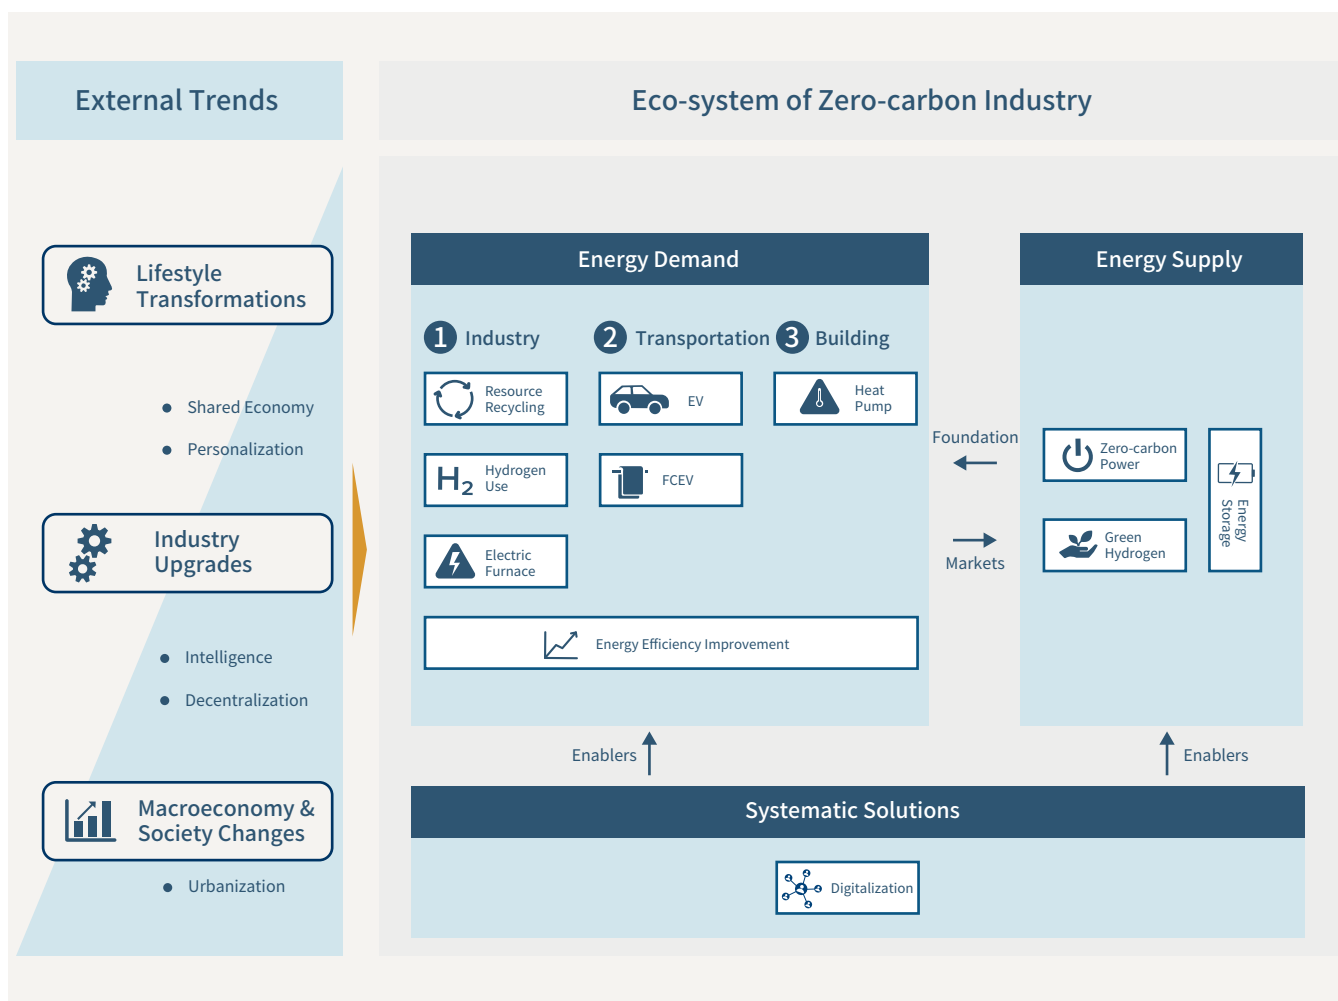 External Trends
Eco-system of Zero-carbon Industry
Lifestyle
Transformations
Shared Economy
Personalization
Industry
Upgrades
Intelligence
Decentralization
Macroeconomy &
Society Changes
Urbanization
Energy Demand
1 Industry
2 Transportation
3 Building
Resource
Recycling
EV
Heat
Pump
H2 Hydrogen
Use
FCEV
Electric
Furnace
Energy Efficiency Improvement
Foundation
Markets
Energy Supply
Zero-carbon
Power
Green
Hydrogen
Energy
Storage
Enablers
Enablers
Systematic Solutions
Digitalization